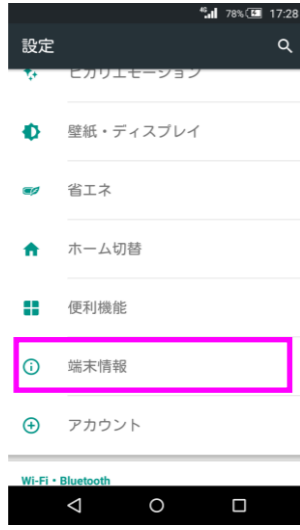 4G 78% 17:28
設定
ヒカリエモーション
壁紙・ディスプレイ
省エネ
ホーム切替
便利機能
端末情報
アカウント
Wi-Fi・Bluetooth